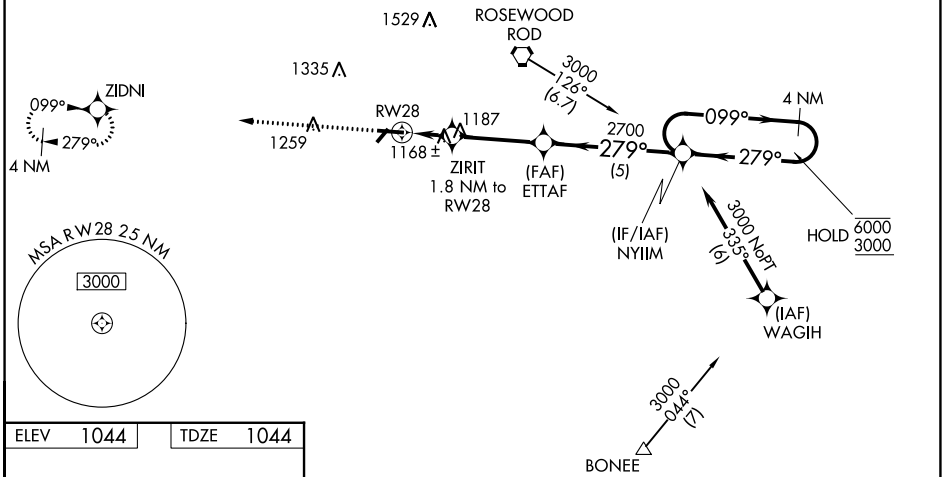 1529
ROSEWOOD
ROD
1335
3000
126°
(6.7)
ZIDNI
099°
279°
4 NM
RW28
1187
1259
1168 ±
ZIRIT
1.8 NM to
RW28
(FAF)
ETTAF
2700
279°
(5)
099°
4 NM
279°
(IF/IAF)
NYIIM
HOLD 6000
3000
3000 NoPT
335°
(6)
(IAF)
WAGIH
MSA RW 28 25 NM
3000
3000
044°
(7)
BONEE
ELEV 1044
TDZE 1044